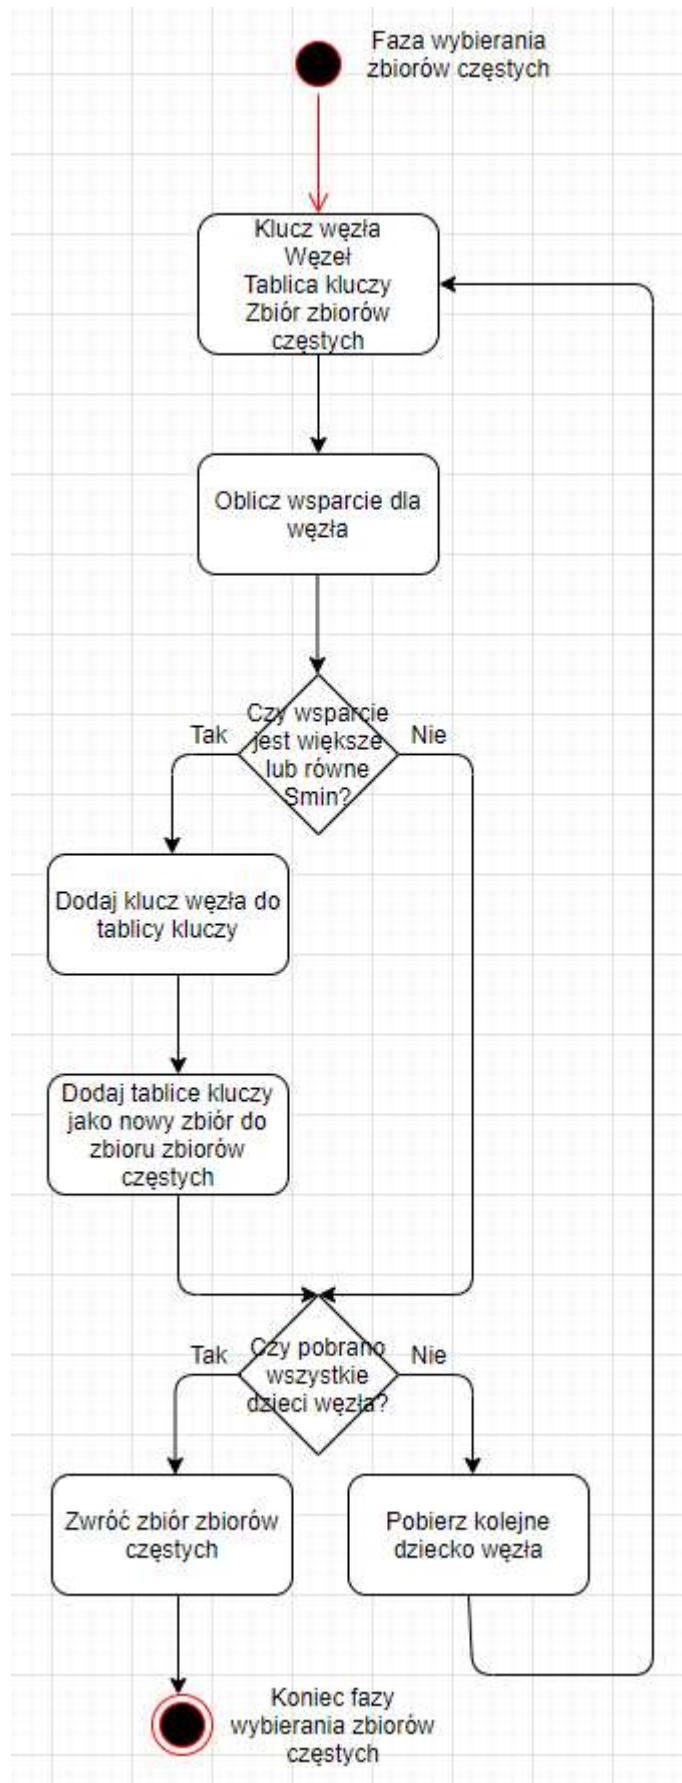 Faza wybierania
zbiorów częstych
Klucz węzła
Węzeł
Tablica kluczy
Zbiór zbiorów
częstych
Oblicz wsparcie dla
węzła
Czy wsparcie
jest większe
lub równe
Smin?
Tak
Nie
Dodaj klucz węzła do
tablicy kluczy
Dodaj tablice kluczy
jako nowy zbiór do
zbioru zbiorów
częstych
Czy pobrano
wszystkie
dzieci węzła?
Tak
Nie
Zwróć zbiór zbiorów
częstych
Pobierz kolejne
dziecko węzła
Koniec fazy
wybierania zbiorów
częstych